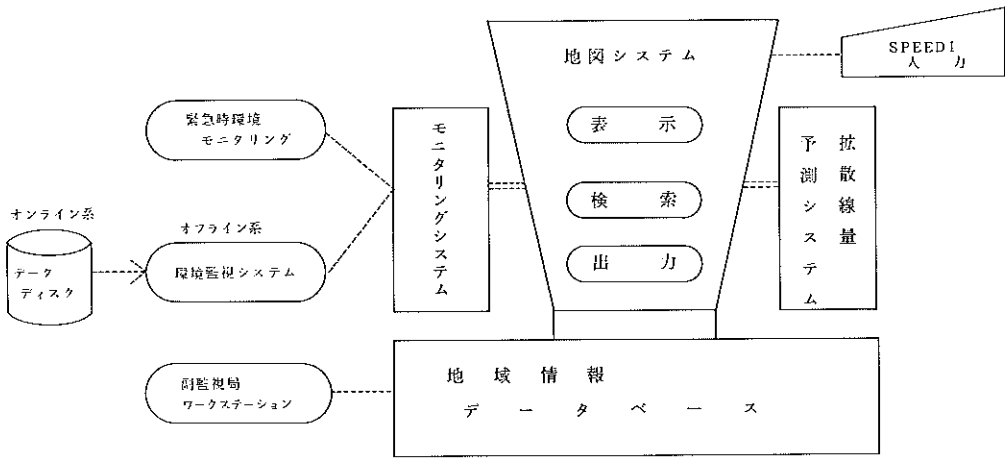 地図システム
SPEED1
入力
緊急時環境
モニタリング
表示
検索
出力
モニタリングシステム
拡散線量
予測システム
オンライン系
データ
ディスク
オフライン系
環境監視システム
副監視局
ワークステーション
地域情報
データベース